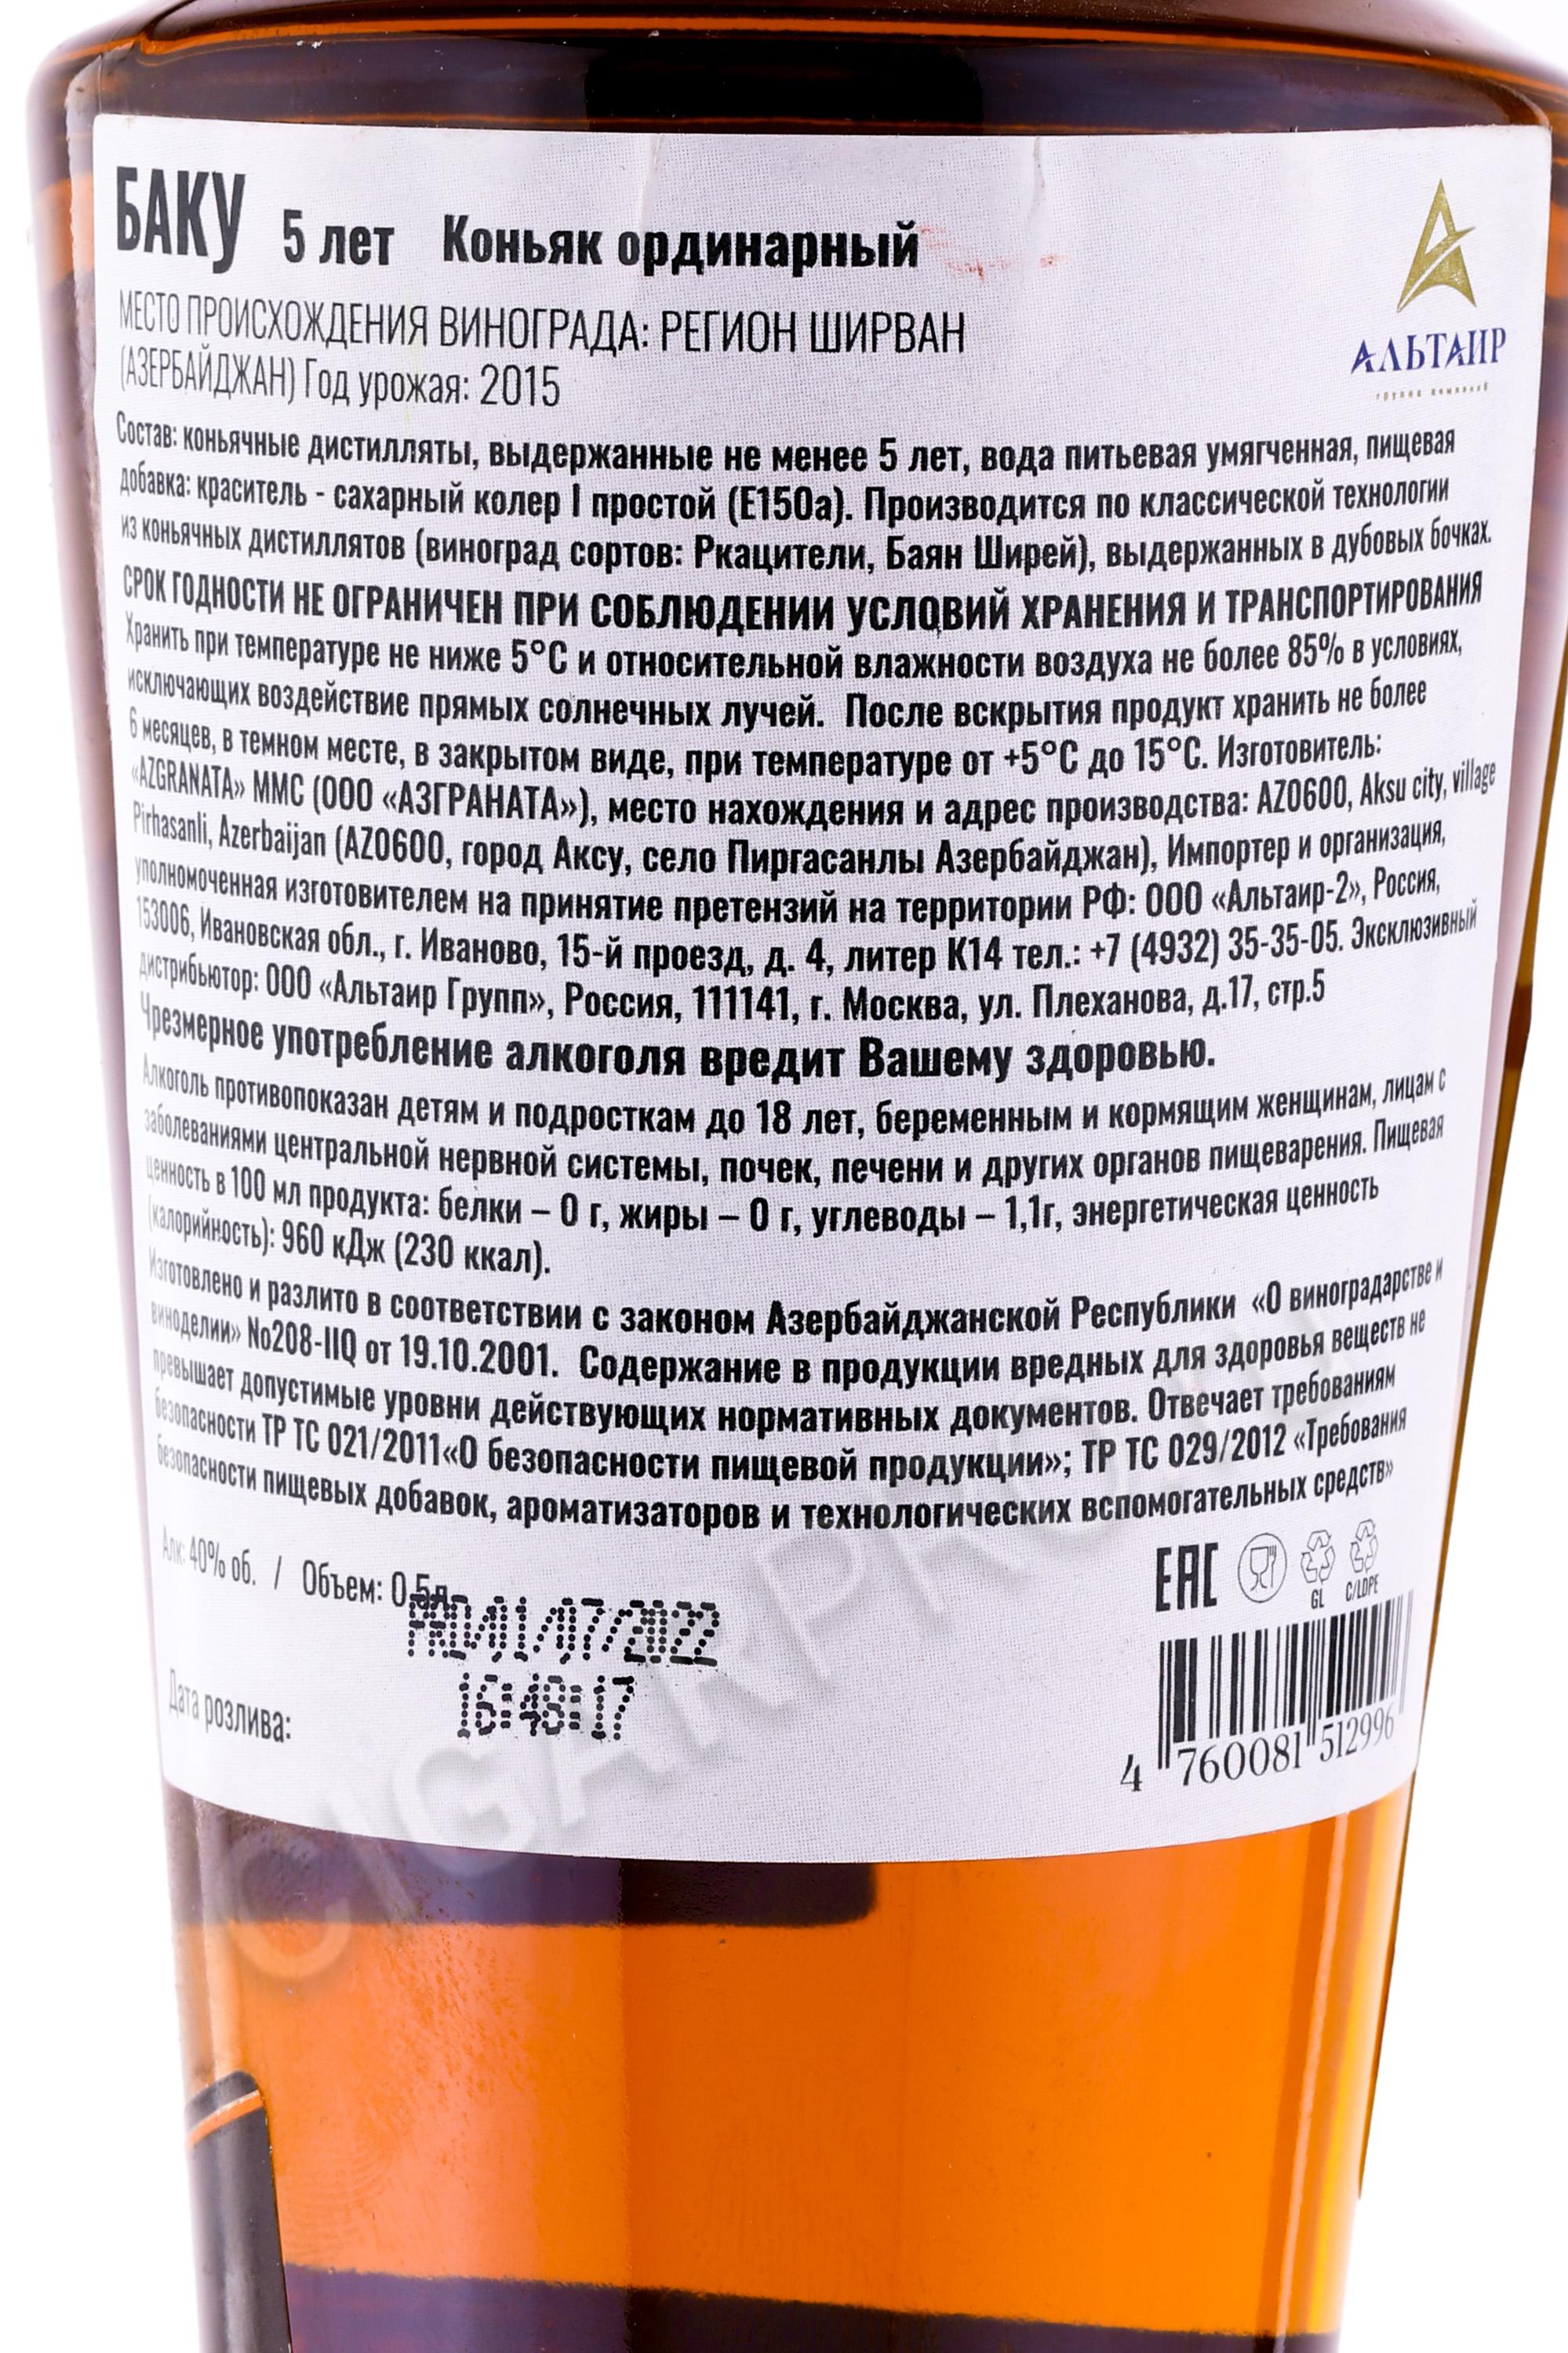 БАКУ 5 лет Коньяк ординарный
АЛЬТАИР
группа компаний
МЕСТО ПРОИСХОЖДЕНИЯ ВИНОГРАДА: РЕГИОН ШИРВАН
(АЗЕРБАЙДЖАН) Год урожая: 2015
Состав: коньячные дистилляты, выдержанные не менее 5 лет, вода питьевая умягченная, пищевая
добавка: краситель - сахарный колер I простой (Е150а). Производится по классической технологии
из коньячных дистиллятов (виноград сортов: Ркацители, Баян Ширей), выдержанных в дубовых бочках.
СРОК ГОДНОСТИ НЕ ОГРАНИЧЕН ПРИ СОБЛЮДЕНИИ УСЛОВИЙ ХРАНЕНИЯ И ТРАНСПОРТИРОВАНИЯ
Хранить при температуре не ниже 5°С и относительной влажности воздуха не более 85% в условиях,
исключающих воздействие прямых солнечных лучей. После вскрытия продукт хранить не более
6 месяцев, в темном месте, в закрытом виде, при температуре от +5°С до 15°С. Изготовитель:
«AZGRANATA» MMC (ООО «АЗГРАНАТА»), место нахождения и адрес производства: AZ0600, Aksu city, village
Pirhasanli, Azerbaijan (AZ0600, город Аксу, село Пиргасанлы Азербайджан), Импортер и организация,
уполномоченная изготовителем на принятие претензий на территории РФ: ООО «Альтаир-2», Россия,
153006, Ивановская обл., г. Иваново, 15-й проезд, д. 4, литер К14 тел.: +7 (4932) 35-35-05. Эксклюзивный
дистрибьютор: ООО «Альтаир Групп», Россия, 111141, г. Москва, ул. Плеханова, д.17, стр.5
Чрезмерное употребление алкоголя вредит Вашему здоровью.
Алкоголь противопоказан детям и подросткам до 18 лет, беременным и кормящим женщинам, лицам с
заболеваниями центральной нервной системы, почек, печени и других органов пищеварения. Пищевая
ценность в 100 мл продукта: белки – 0 г, жиры – 0 г, углеводы – 1,1г, энергетическая ценность
(калорийность): 960 кДж (230 ккал).
Изготовлено и разлито в соответствии с законом Азербайджанской Республики «О виноградарстве и
виноделии» №208-IIQ от 19.10.2001. Содержание в продукции вредных для здоровья веществ не
превышает допустимые уровни действующих нормативных документов. Отвечает требованиям
безопасности ТР ТС 021/2011«О безопасности пищевой продукции»; ТР ТС 029/2012 «Требования
безопасности пищевых добавок, ароматизаторов и технологических вспомогательных средств»
Алк: 40% об. / Объем: 0,5л
EAC
GL C/LDPE
PRD/01/07/2022
16:48:17
Дата розлива:
4 760081 512996